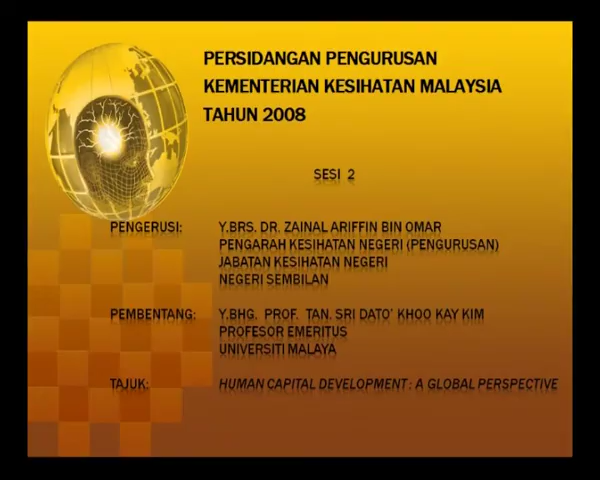 PERSIDANGAN PENGURUSAN
KEMENTERIAN KESIHATAN MALAYSIA
TAHUN 2008
SESI 2
PENGERUSI: Y.BRS. DR. ZAINAL ARIFFIN BIN OMAR
PENGARAH KESIHATAN NEGERI (PENGURUSAN)
JABATAN KESIHATAN NEGERI
NEGERI SEMBILAN
PEMBENTANG: Y.BHG. PROF. TAN. SRI DATO' KHOO KAY KIM
PROFESOR EMERITUS
UNIVERSITI MALAYA
TAJUK: HUMAN CAPITAL DEVELOPMENT : A GLOBAL PERSPECTIVE